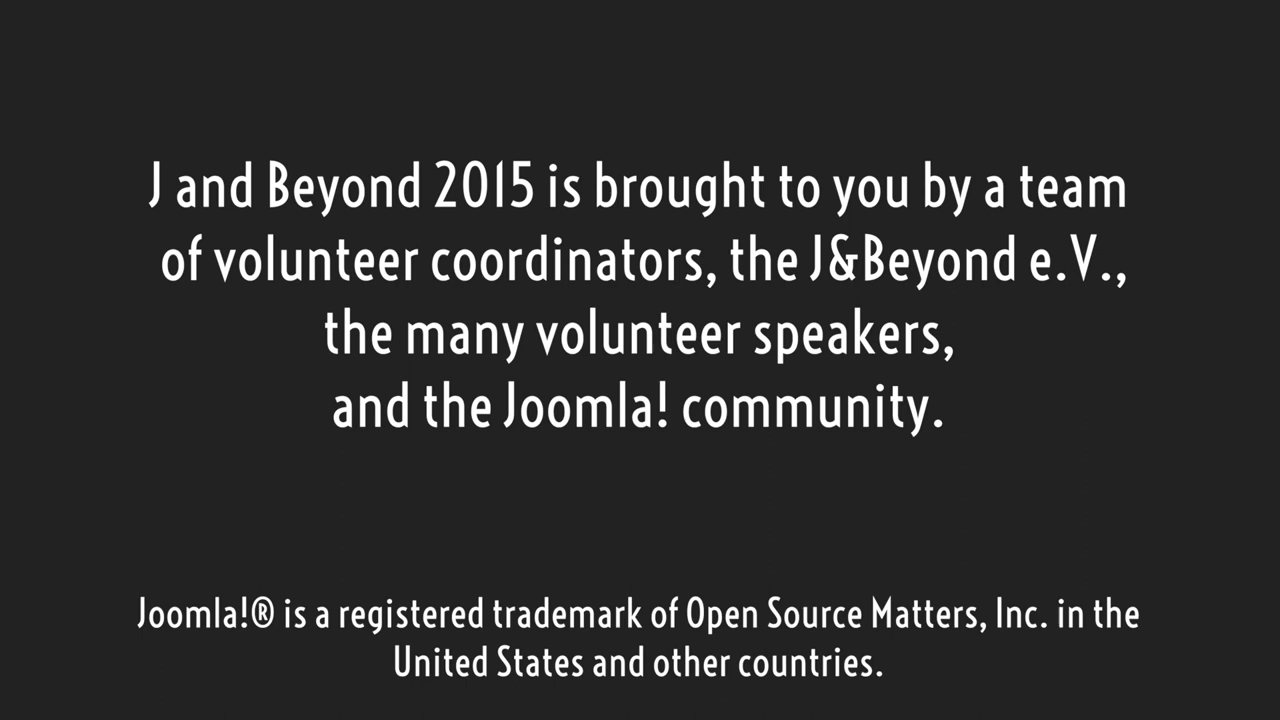 J and Beyond 2015 is brought to you by a team
of volunteer coordinators, the J&Beyond e.V.,
the many volunteer speakers,
and the Joomla! community.
Joomla!® is a registered trademark of Open Source Matters, Inc. in the
United States and other countries.